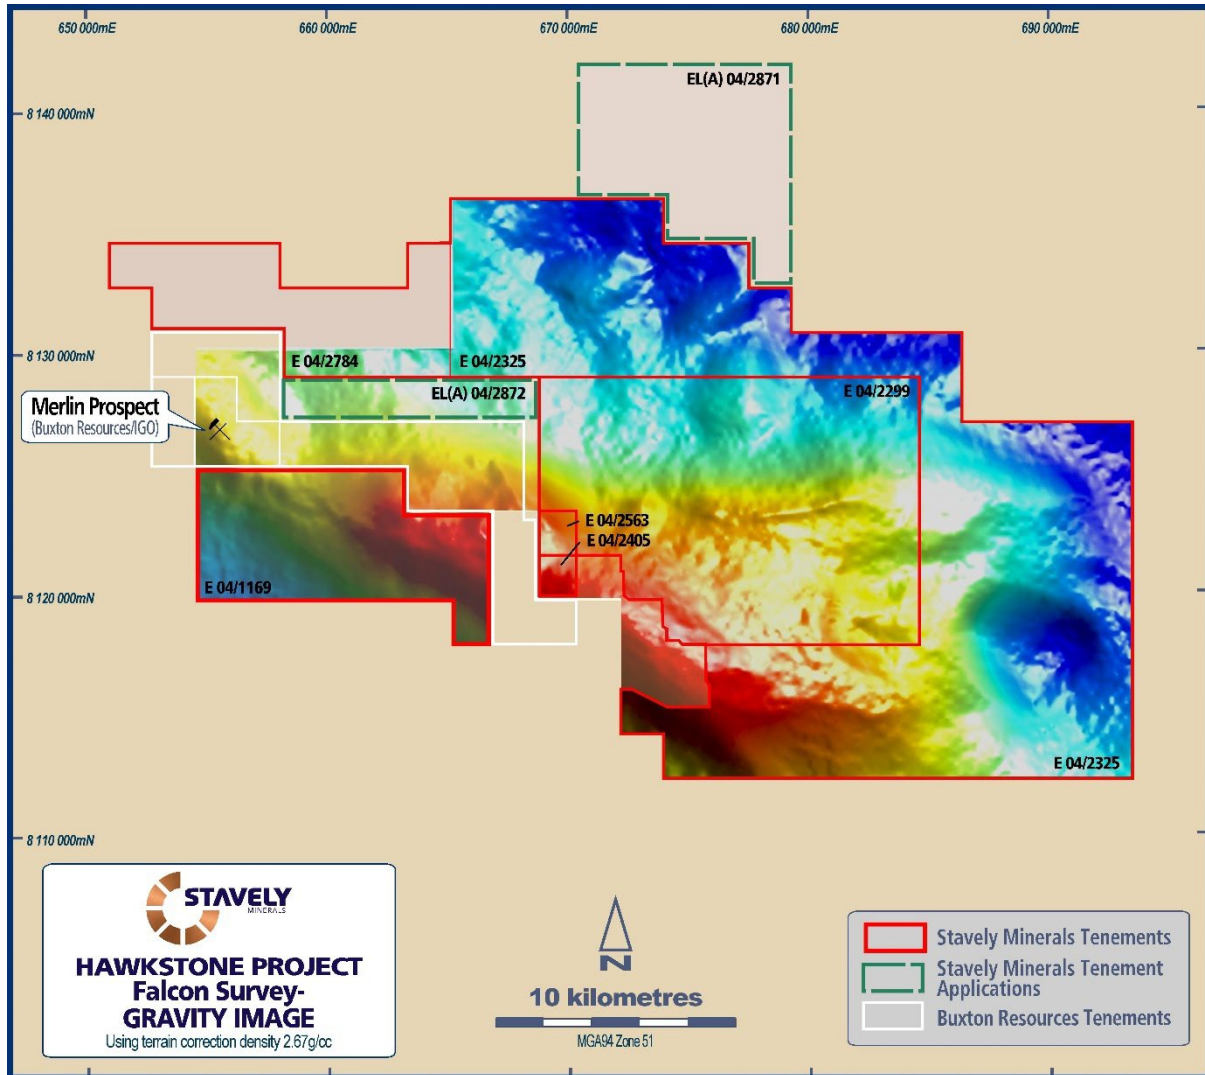 650 000mE
660 000mE
670 000mE
680 000mE
690 000mE
EL(A) 04/2871
8 140 000mN
8 130 000mN
E 04/2784
E 04/2325
EL(A) 04/2872
E 04/2299
Merlin Prospect
(Buxton Resources/IGO)
E 04/2563
E 04/2405
E 04/1169
8 120 000mN
E 04/2325
8 110 000mN
STAVELY
MINERALS
HAWKSTONE PROJECT
Falcon Survey-
GRAVITY IMAGE
Using terrain correction density 2.67g/cc
N
10 kilometres
MGA94 Zone 51
Stavely Minerals Tenements
Stavely Minerals Tenement
Applications
Buxton Resources Tenements